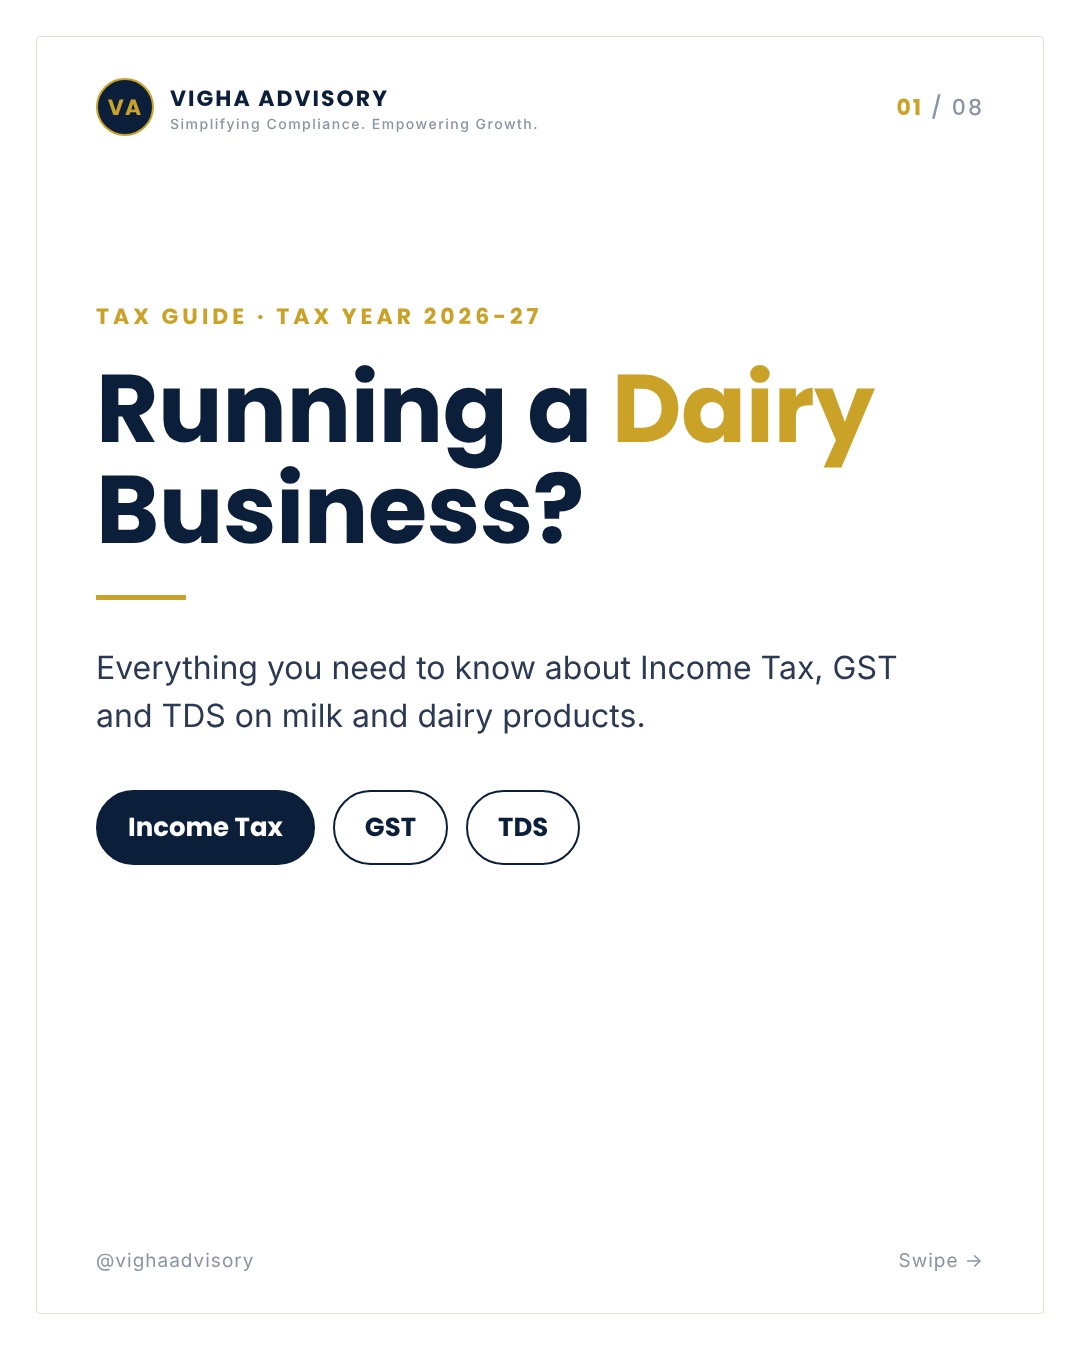 VA
VIGHA ADVISORY
Simplifying Compliance. Empowering Growth.
01 / 08
TAX GUIDE · TAX YEAR 2026-27
Running a Dairy
Business?
Everything you need to know about Income Tax, GST
and TDS on milk and dairy products.
Income Tax
GST
TDS
@vighaadvisory
Swipe →